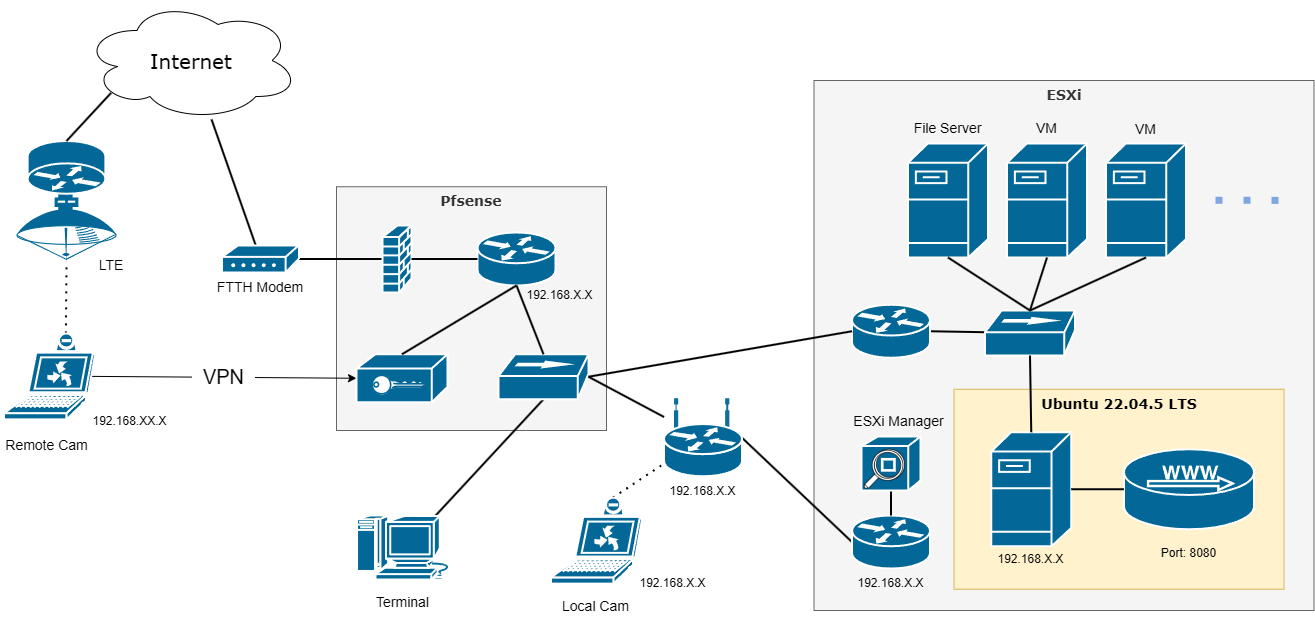 Internet
ESXi
File Server
VM
VM
Pfsense
LTE
FTTH Modem
192.168.X.X
VPN
192.168.XX.X
Remote Cam
Ubuntu 22.04.5 LTS
ESXi Manager
WWW
192.168.X.X
Port: 8080
192.168.X.X
192.168.X.X
192.168.X.X
Terminal
Local Cam